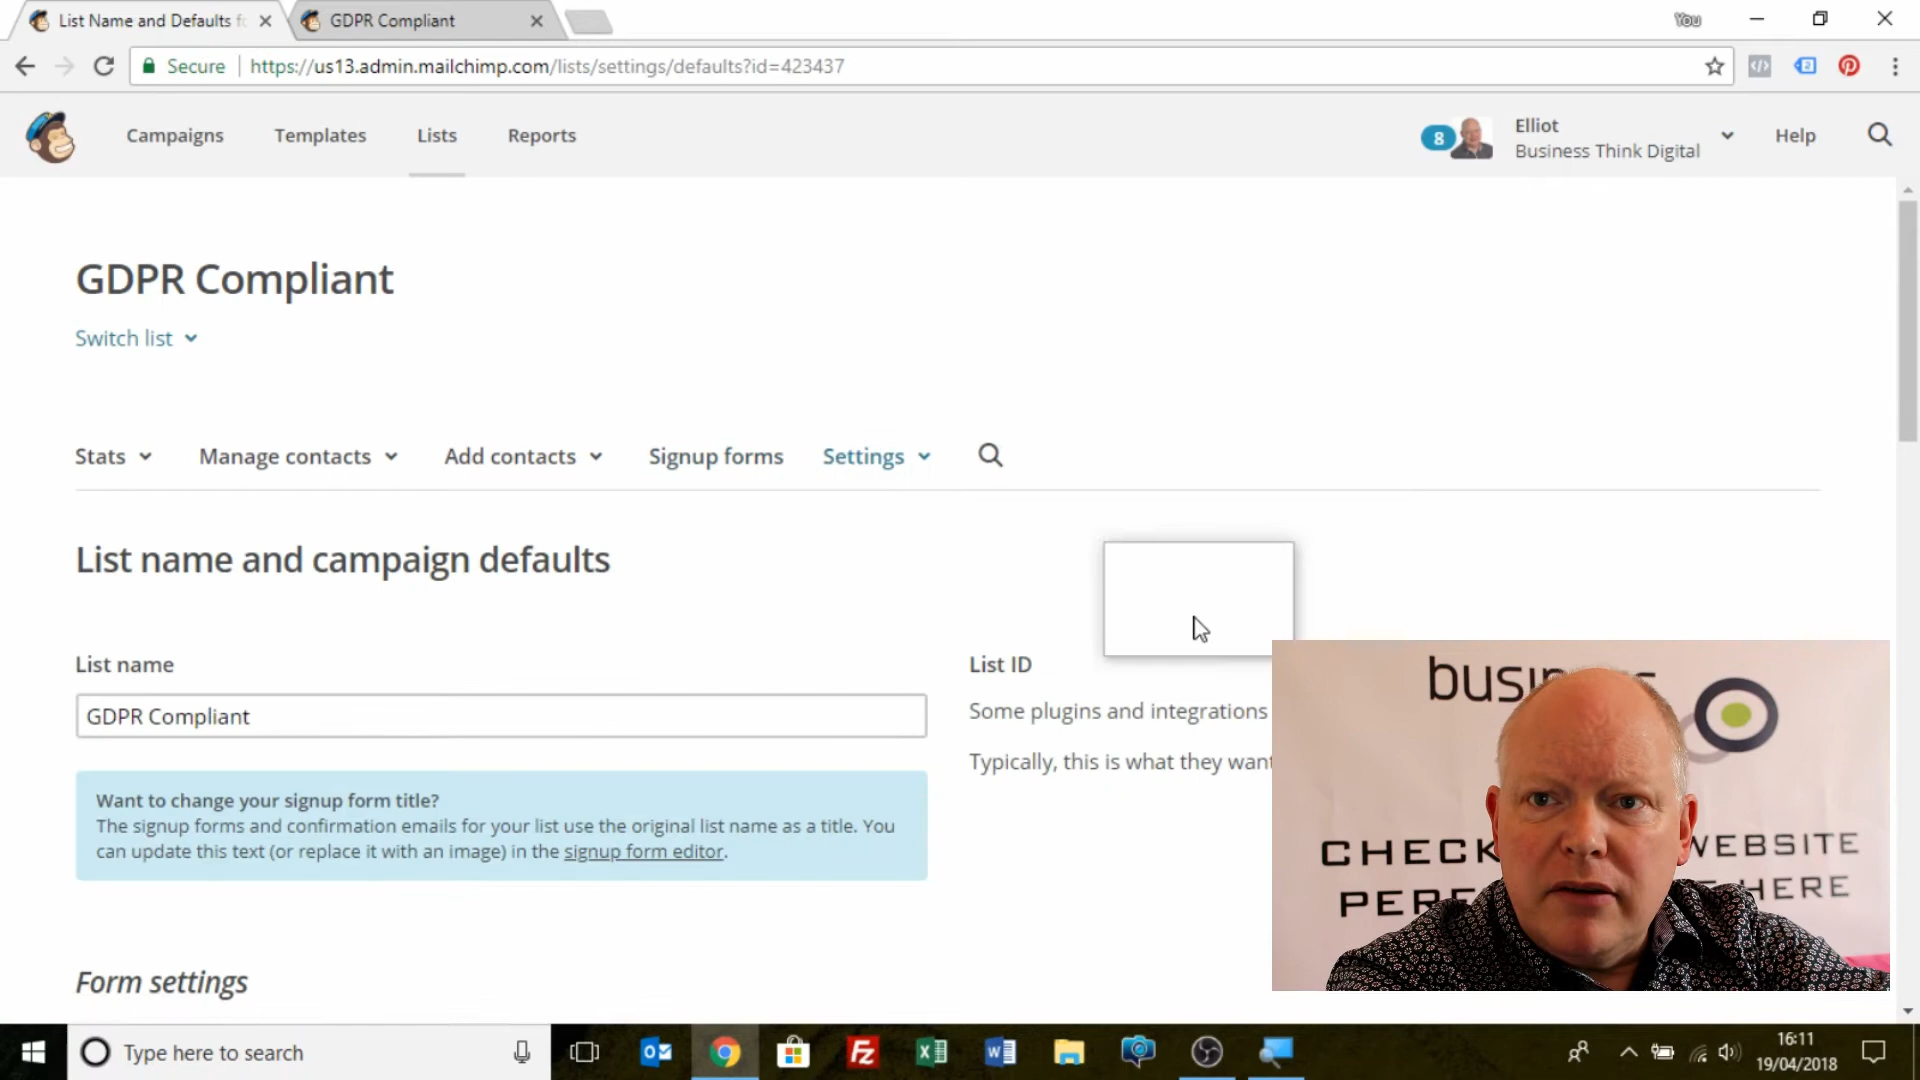 List Name and Defaults f
GDPR Compliant
You
Secure
https://us13.admin.mailchimp.com/lists/settings/defaults?id=423437
Campaigns
Templates
Lists
Reports
8
Elliot
Business Think Digital
Help
GDPR Compliant
Switch list
Stats
Manage contacts
Add contacts
Signup forms
Settings
List name and campaign defaults
List name
GDPR Compliant
Want to change your signup form title?
The signup forms and confirmation emails for your list use the original list name as a title. You
can update this text (or replace it with an image) in the signup form editor.
List ID
Some plugins and integrations
Typically, this is what they want
Form settings
CHECK WEBSITE
HERE
Type here to search
16:11
19/04/2018